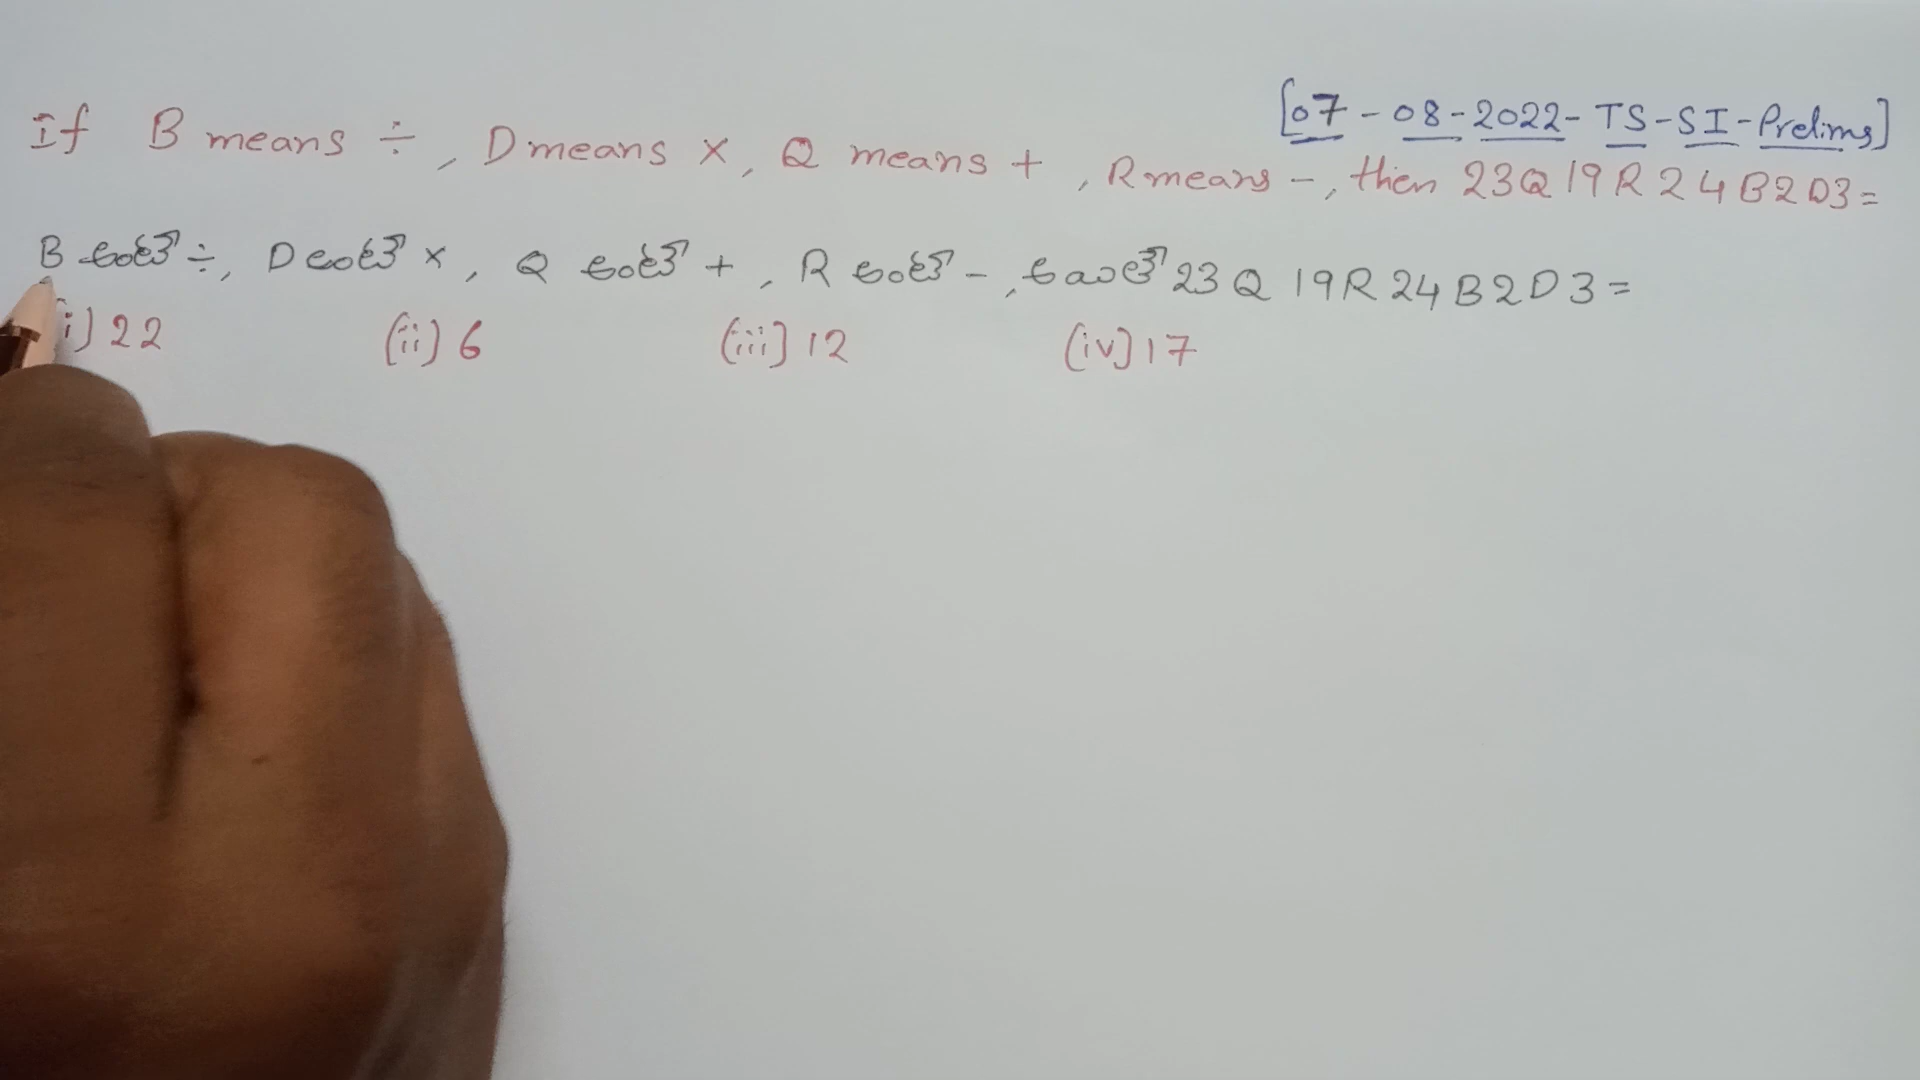 [07-08-2022-TS-SI-Prelims]
If B means ÷, D means ×, Q means +, R means -, then 23Q19R24B2D3=
B అంటే ÷, D అంటే ×, Q అంటే +, R అంటే -, అయితే 23Q19R24B2D3=
i) 22 (ii) 6 (iii) 12 (iv) 17